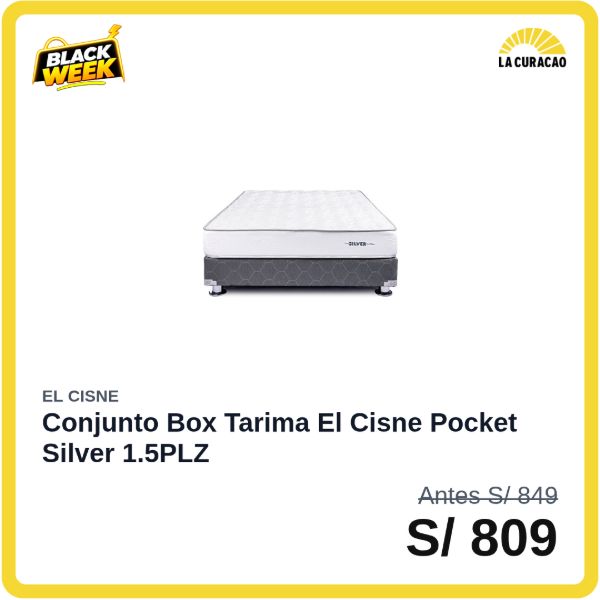 BLACK
WEEK
LA CURACAO
SILVER
EL CISNE
Conjunto Box Tarima El Cisne Pocket
Silver 1.5PLZ
Antes S/ 849
S/ 809